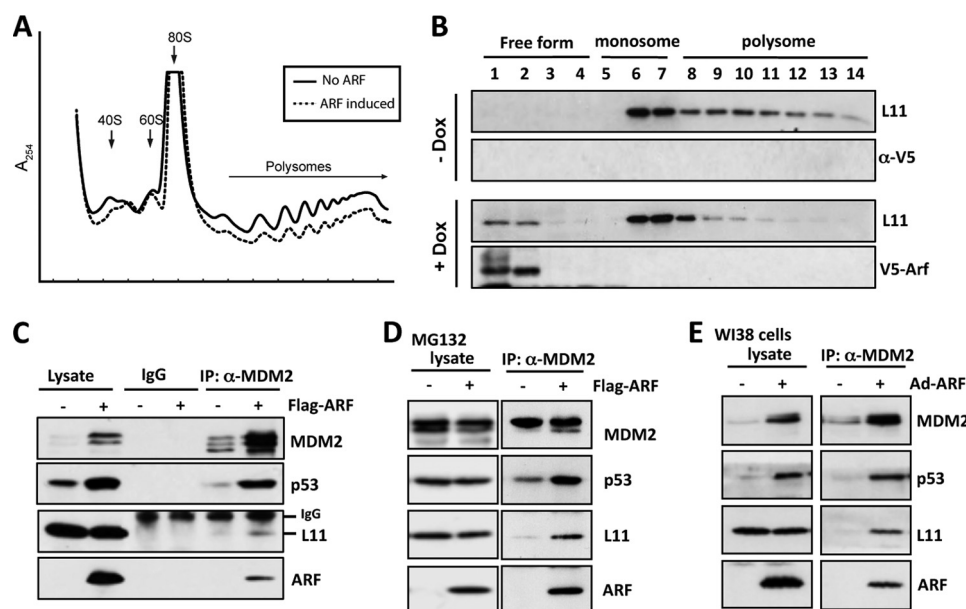 A
80S
No ARF
ARF induced
40S
60S
Polysomes
A254
B
Free form monosome polysome
1 2 3 4 5 6 7 8 9 10 11 12 13 14
- Dox
L11
α-V5
+ Dox
L11
V5-Arf
C
Lysate IgG IP: α-MDM2
- + - + - + Flag-ARF
MDM2
p53
IgG
L11
ARF
D
MG132
lysate IP: α-MDM2
- + - + Flag-ARF
MDM2
p53
L11
ARF
E
WI38 cells
lysate IP: α-MDM2
- + - + Ad-ARF
MDM2
p53
L11
ARF